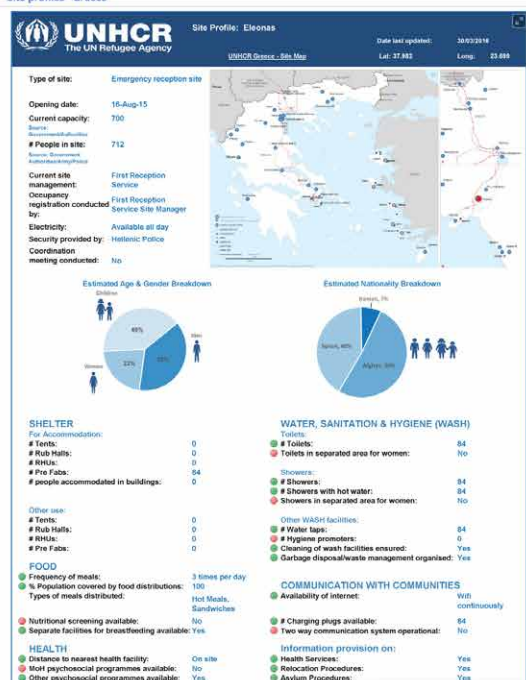 UNHCR
The UN Refugee Agency
Site Profile: Eleonas
UNHCR Greece - Site Map
Date last updated: 30/03/2016
Lat: 37.983 Long:
Type of site: Emergency reception site
Opening date: 16-Aug-15
Current capacity: 700
Source:
# People in site: 712
Source: Government
Current site management: First Reception Service
Occupancy registration conducted by: First Reception Service Site Manager
Electricity: Available all day
Security provided by: Hellenic Police
Coordination meeting conducted: No
Estimated Age & Gender Breakdown
Children
Men
Women
Estimated Nationality Breakdown
SHELTER
For Accommodation:
# Tents: 0
# Rub Halls: 0
# RHUs: 0
# Pre Fabs: 84
# people accommodated in buildings: 0
Other use:
# Tents: 0
# Rub Halls: 0
# RHUs: 0
# Pre Fabs: 0
FOOD
Frequency of meals: 3 times per day
% Population covered by food distributions: 100
Types of meals distributed: Hot Meals, Sandwiches
Nutritional screening available: No
Separate facilities for breastfeeding available: Yes
HEALTH
Distance to nearest health facility: On site
MoH psychosocial programmes available: No
Other psychosocial programmes available: Yes
WATER, SANITATION & HYGIENE (WASH)
Toilets:
# Toilets: 84
Toilets in separated area for women: No
Showers:
# Showers: 84
# Showers with hot water: 84
Showers in separated area for women: No
Other WASH facilities:
# Water taps: 84
# Hygiene promoters: 0
Cleaning of wash facilities ensured: Yes
Garbage disposal/waste management organised: Yes
COMMUNICATION WITH COMMUNITIES
Availability of internet: Wifi continuously
# Charging plugs available: 84
Two way communication system operational: No
Information provision on:
Health Services: Yes
Relocation Procedures: Yes
Asylum Procedures: Yes